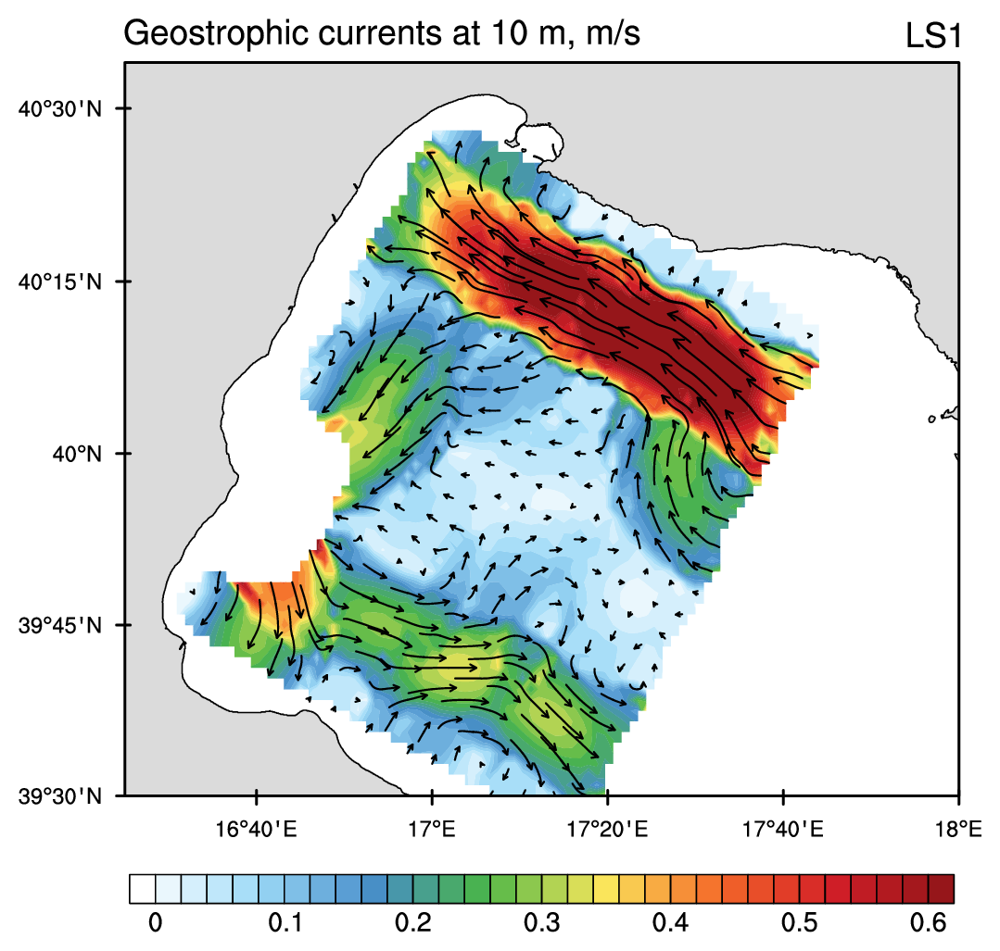 Geostrophic currents at 10 m, m/s LS1
40°30'N
40°15'N
40°N
39°45'N
39°30'N
16°40'E 17°E 17°20'E 17°40'E 18°E
0 0.1 0.2 0.3 0.4 0.5 0.6